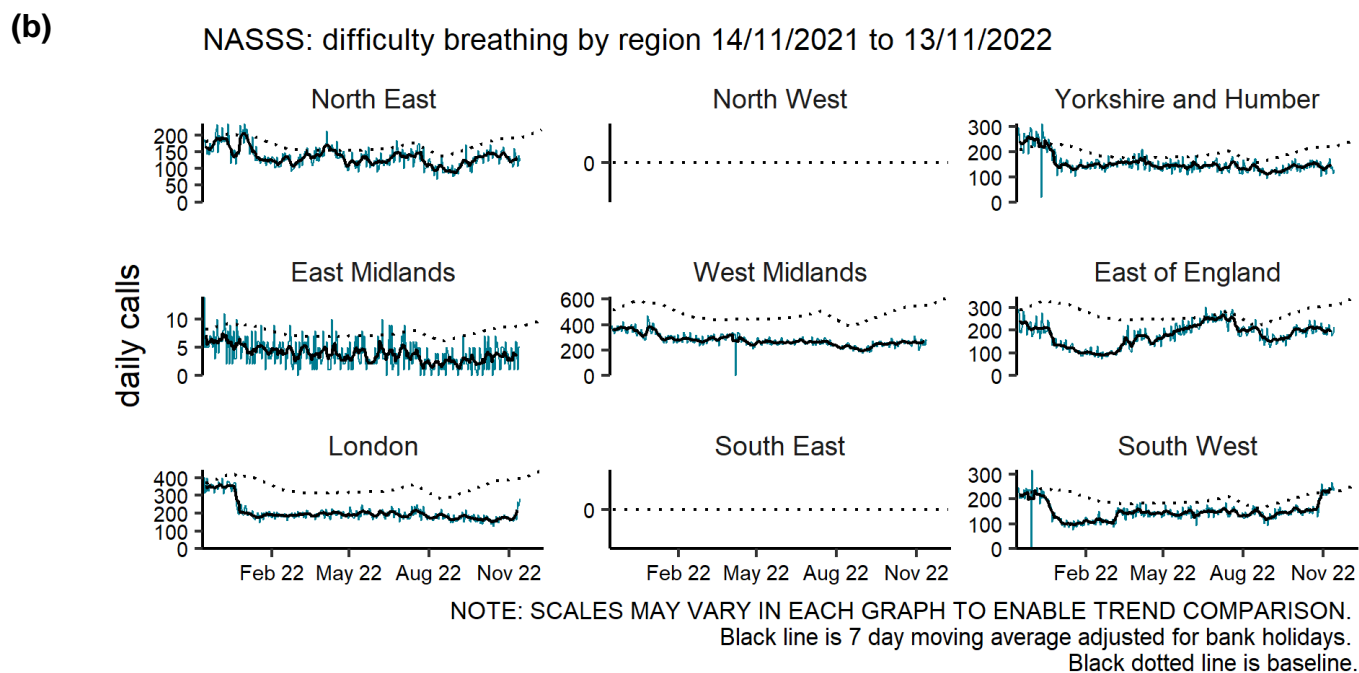 (b)
NASSS: difficulty breathing by region 14/11/2021 to 13/11/2022
daily calls
North East
200
150
100
50
0
North West
0
Yorkshire and Humber
300
200
100
0
East Midlands
10
5
0
West Midlands
600
400
200
0
East of England
300
200
100
0
London
400
300
200
100
0
Feb 22 May 22 Aug 22 Nov 22
South East
0
Feb 22 May 22 Aug 22 Nov 22
South West
300
200
100
0
Feb 22 May 22 Aug 22 Nov 22
NOTE: SCALES MAY VARY IN EACH GRAPH TO ENABLE TREND COMPARISON.
Black line is 7 day moving average adjusted for bank holidays.
Black dotted line is baseline.